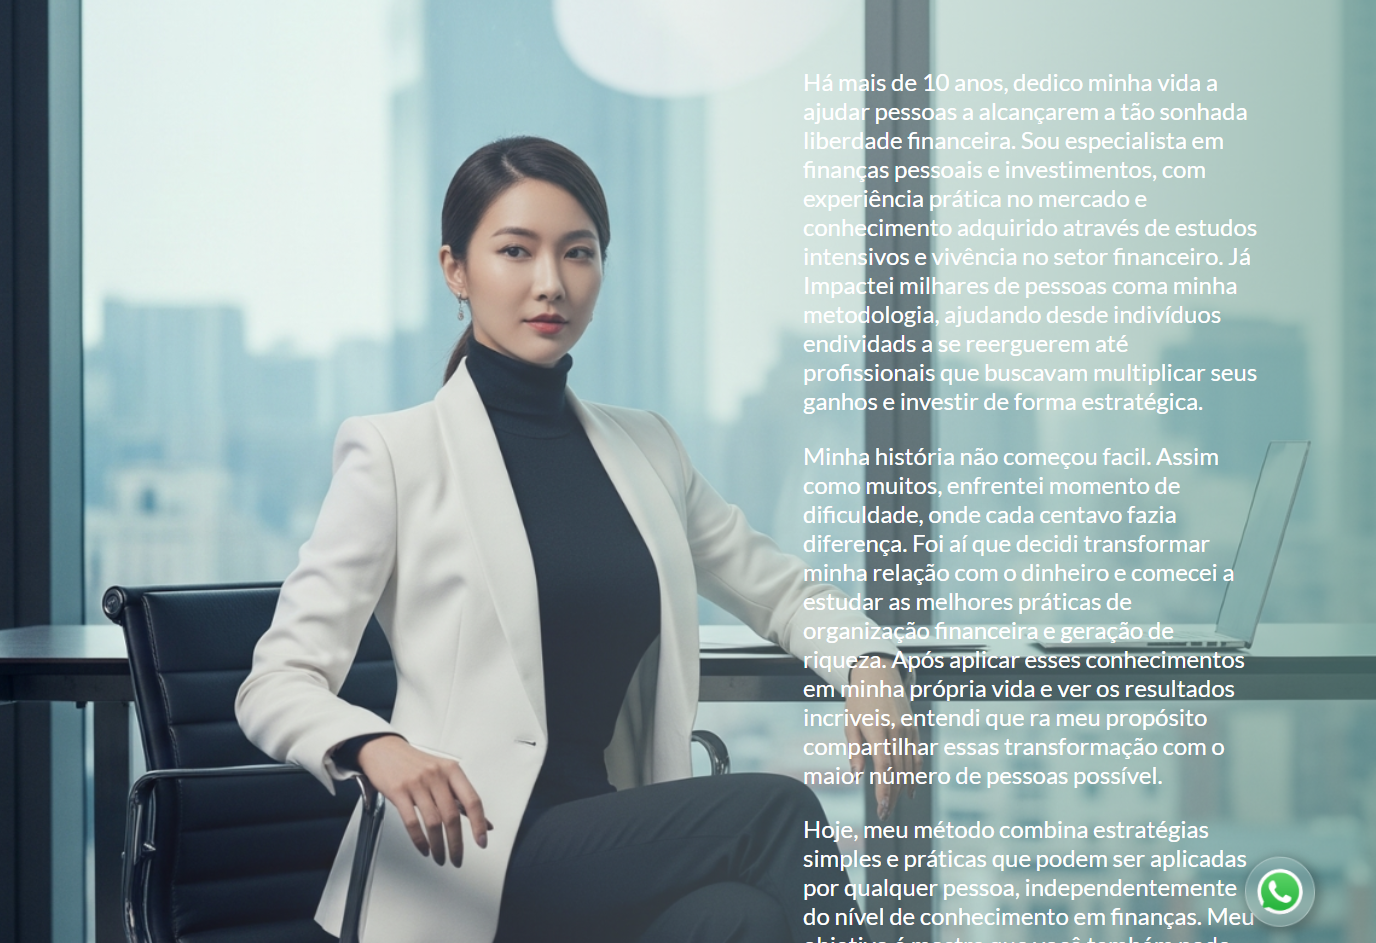 Há mais de 10 anos, dedico minha vida a
ajudar pessoas a alcançarem a tão sonhada
liberdade financeira. Sou especialista em
finanças pessoais e investimentos, com
experiência prática no mercado e
conhecimento adquirido através de estudos
intensivos e vivência no setor financeiro. Já
Impactei milhares de pessoas coma minha
metodologia, ajudando desde indivíduos
endividads a se reerguerem até
profissionais que buscavam multiplicar seus
ganhos e investir de forma estratégica.
Minha história não começou facil. Assim
como muitos, enfrentei momento de
dificuldade, onde cada centavo fazia
diferença. Foi aí que decidi transformar
minha relação com o dinheiro e comecei a
estudar as melhores práticas de
organização financeira e geração de
riqueza. Após aplicar esses conhecimentos
em minha própria vida e ver os resultados
incriveis, entendi que ra meu propósito
compartilhar essas transformação com o
maior número de pessoas possível.
Hoje, meu método combina estratégias
simples e práticas que podem ser aplicadas
por qualquer pessoa, independentemente
do nível de conhecimento em finanças. Meu